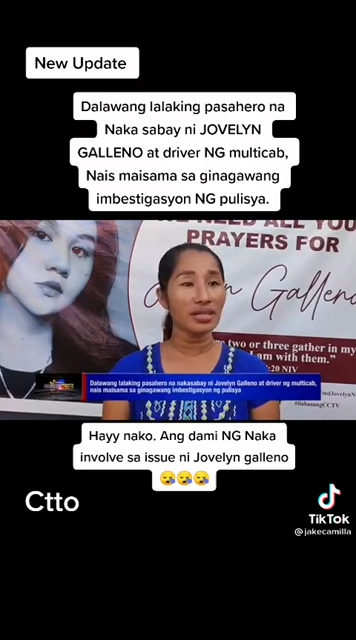 New Update
Dalawang lalaking pasahero na
Naka sabay ni JOVELYN
GALLENO at driver NG multicab,
Nais maisama sa ginagawang
imbestigasyon NG pulisya.
NEED ALL YOU
PRAYERS FOR
Gallen
two or three gather in my
am with them."
20 NIV
Dalawang lalaking pasahero na nakasabay ni Jovelyn Galleno at driver ng multicab,
nais maisama sa ginagawang imbestigasyon ng pulisya
Hayy nako. Ang dami NG Naka
involve sa issue ni Jovelyn galleno
😪😪😪
Ctto
TikTok
@jakecamilla